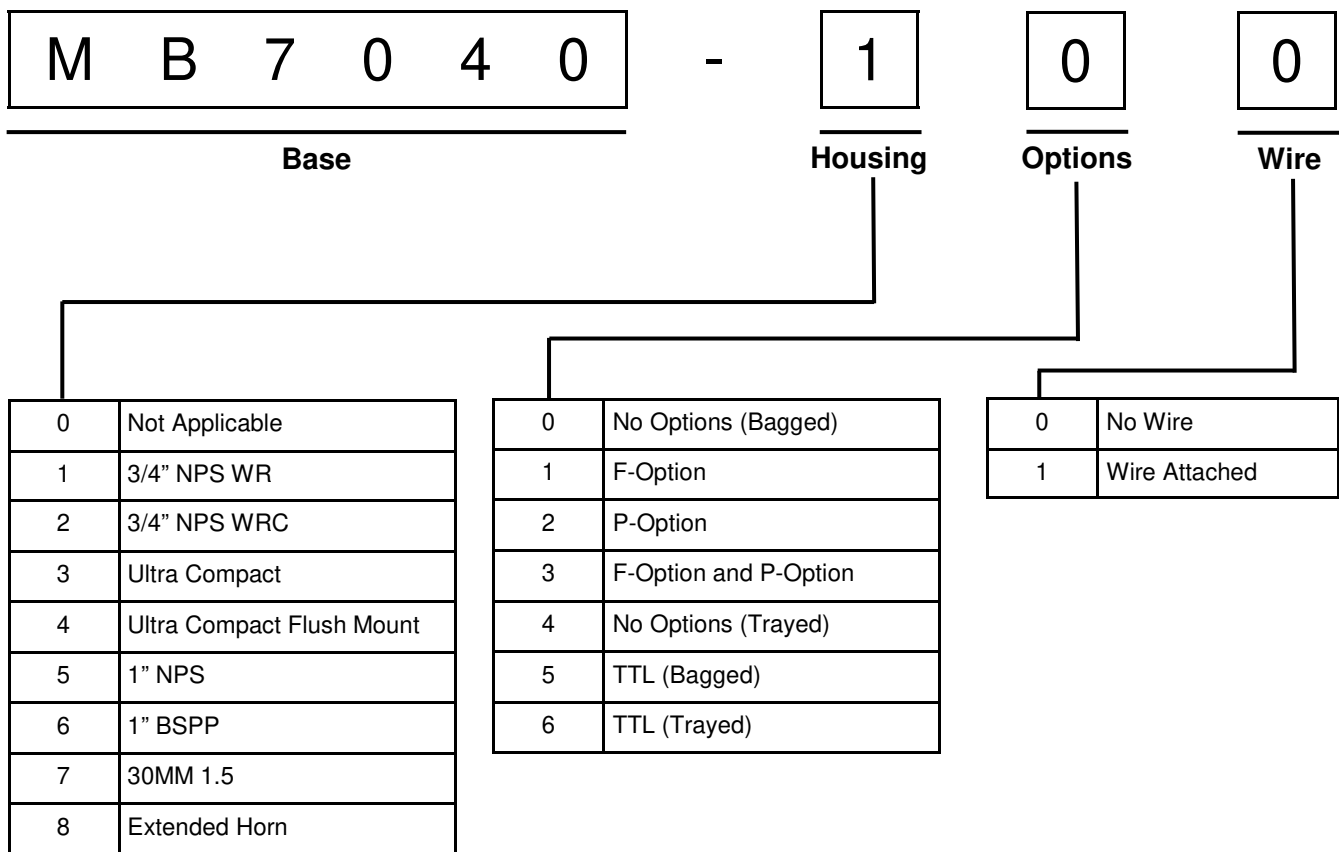 M B 7 0 4 0 - 1 0 0
Base Housing Options Wire
0 Not Applicable
1 3/4” NPS WR
2 3/4” NPS WRC
3 Ultra Compact
4 Ultra Compact Flush Mount
5 1” NPS
6 1” BSPP
7 30MM 1.5
8 Extended Horn
0 No Options (Bagged)
1 F-Option
2 P-Option
3 F-Option and P-Option
4 No Options (Trayed)
5 TTL (Bagged)
6 TTL (Trayed)
0 No Wire
1 Wire Attached